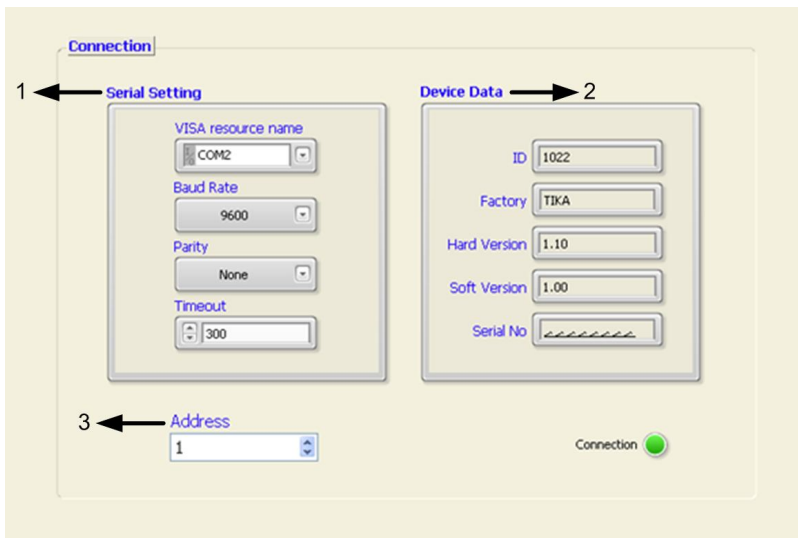 Connection
1
Serial Setting
Device Data
2
VISA resource name
COM2
Baud Rate
9600
Parity
None
Timeout
300
ID 1022
Factory TIKA
Hard Version 1.10
Soft Version 1.00
Serial No
3
Address
1
Connection